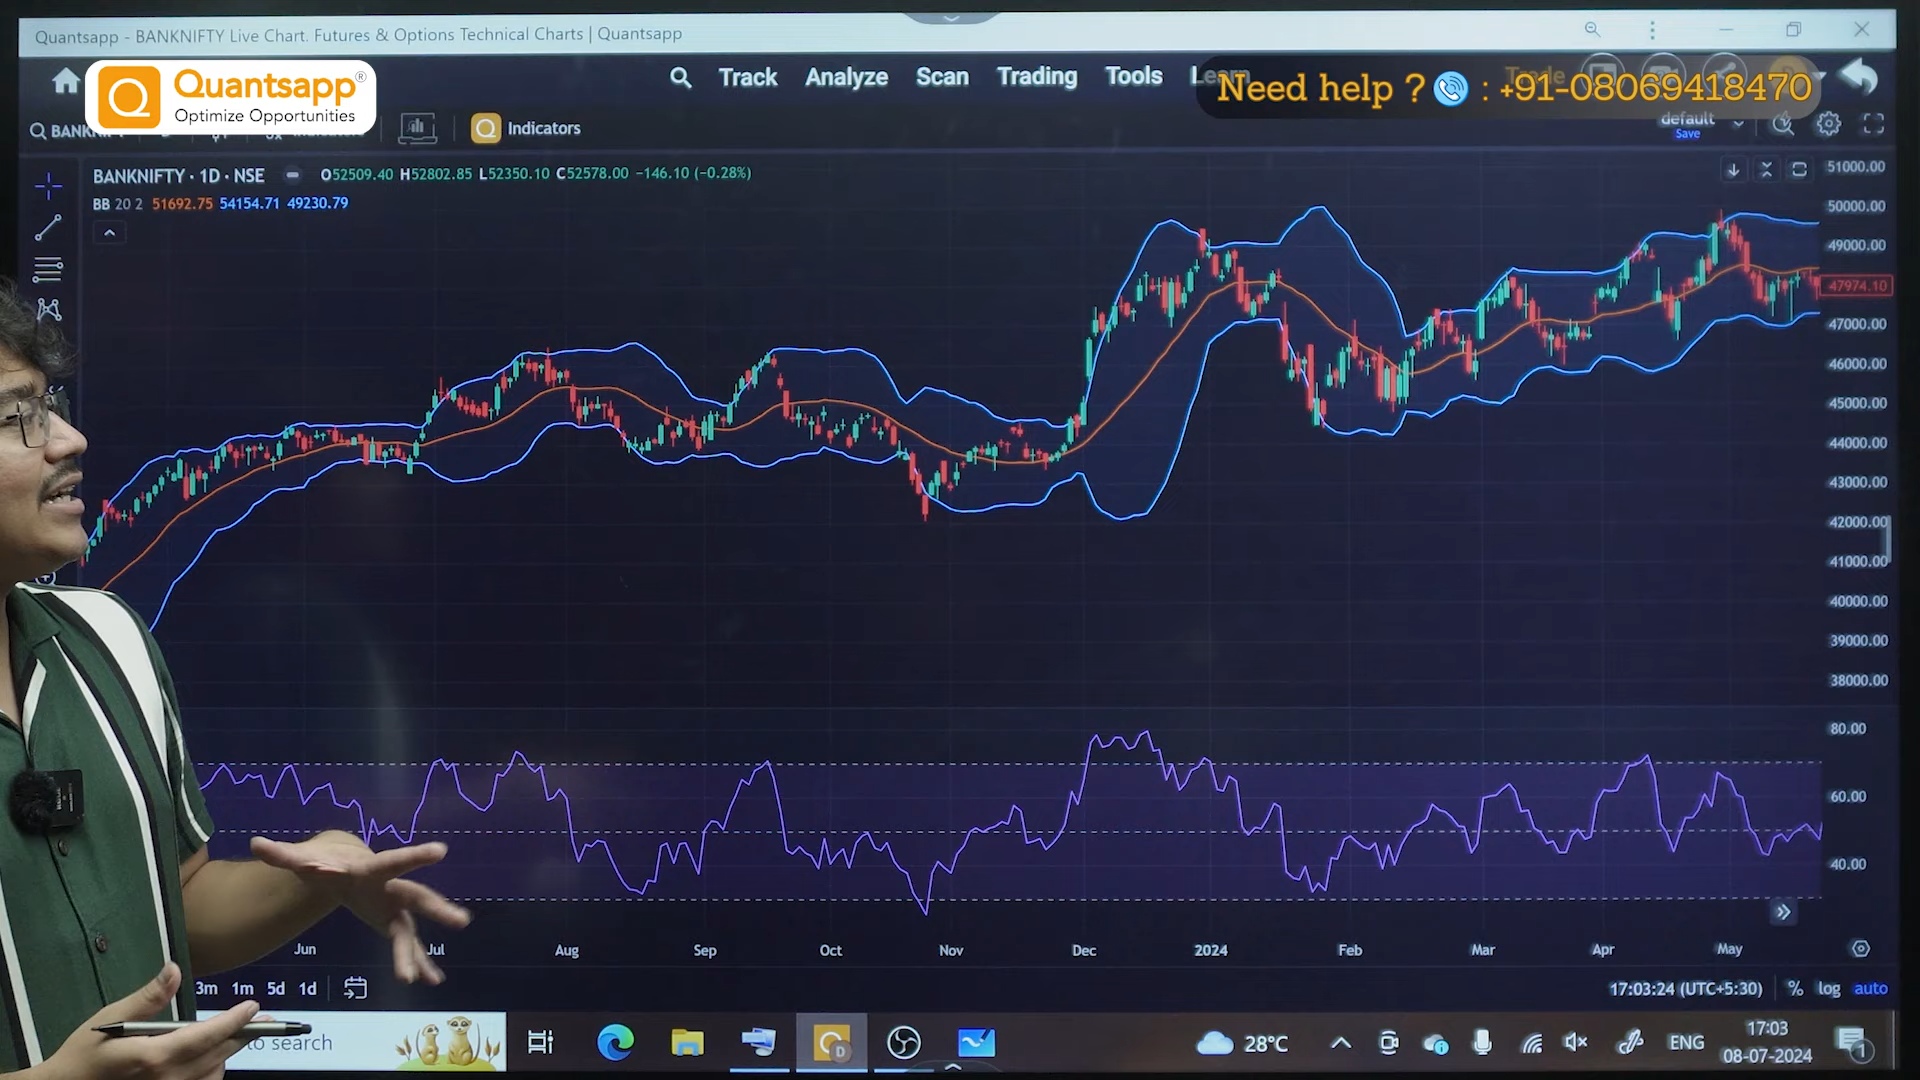 Quantsapp - BANKNIFTY Live Chart. Futures & Options Technical Charts | Quantsapp
Quantsapp®
Optimize Opportunities
Track Analyze Scan Trading Tools Learn
Need help ? : +91-08069418470
Indicators
default
Save
BANKNIFTY · 1D · NSE O52509.40 H52802.85 L52350.10 C52578.00 −146.10 (−0.28%)
BB 20 2 51692.75 54154.71 49230.79
51000.00
50000.00
49000.00
47974.10
47000.00
46000.00
45000.00
44000.00
43000.00
42000.00
41000.00
40000.00
39000.00
38000.00
80.00
60.00
40.00
Jun Jul Aug Sep Oct Nov Dec 2024 Feb Mar Apr May
3m 1m 5d 1d
17:03:24 (UTC+5:30) % log auto
to search
28°C
ENG
17:03
08-07-2024
1